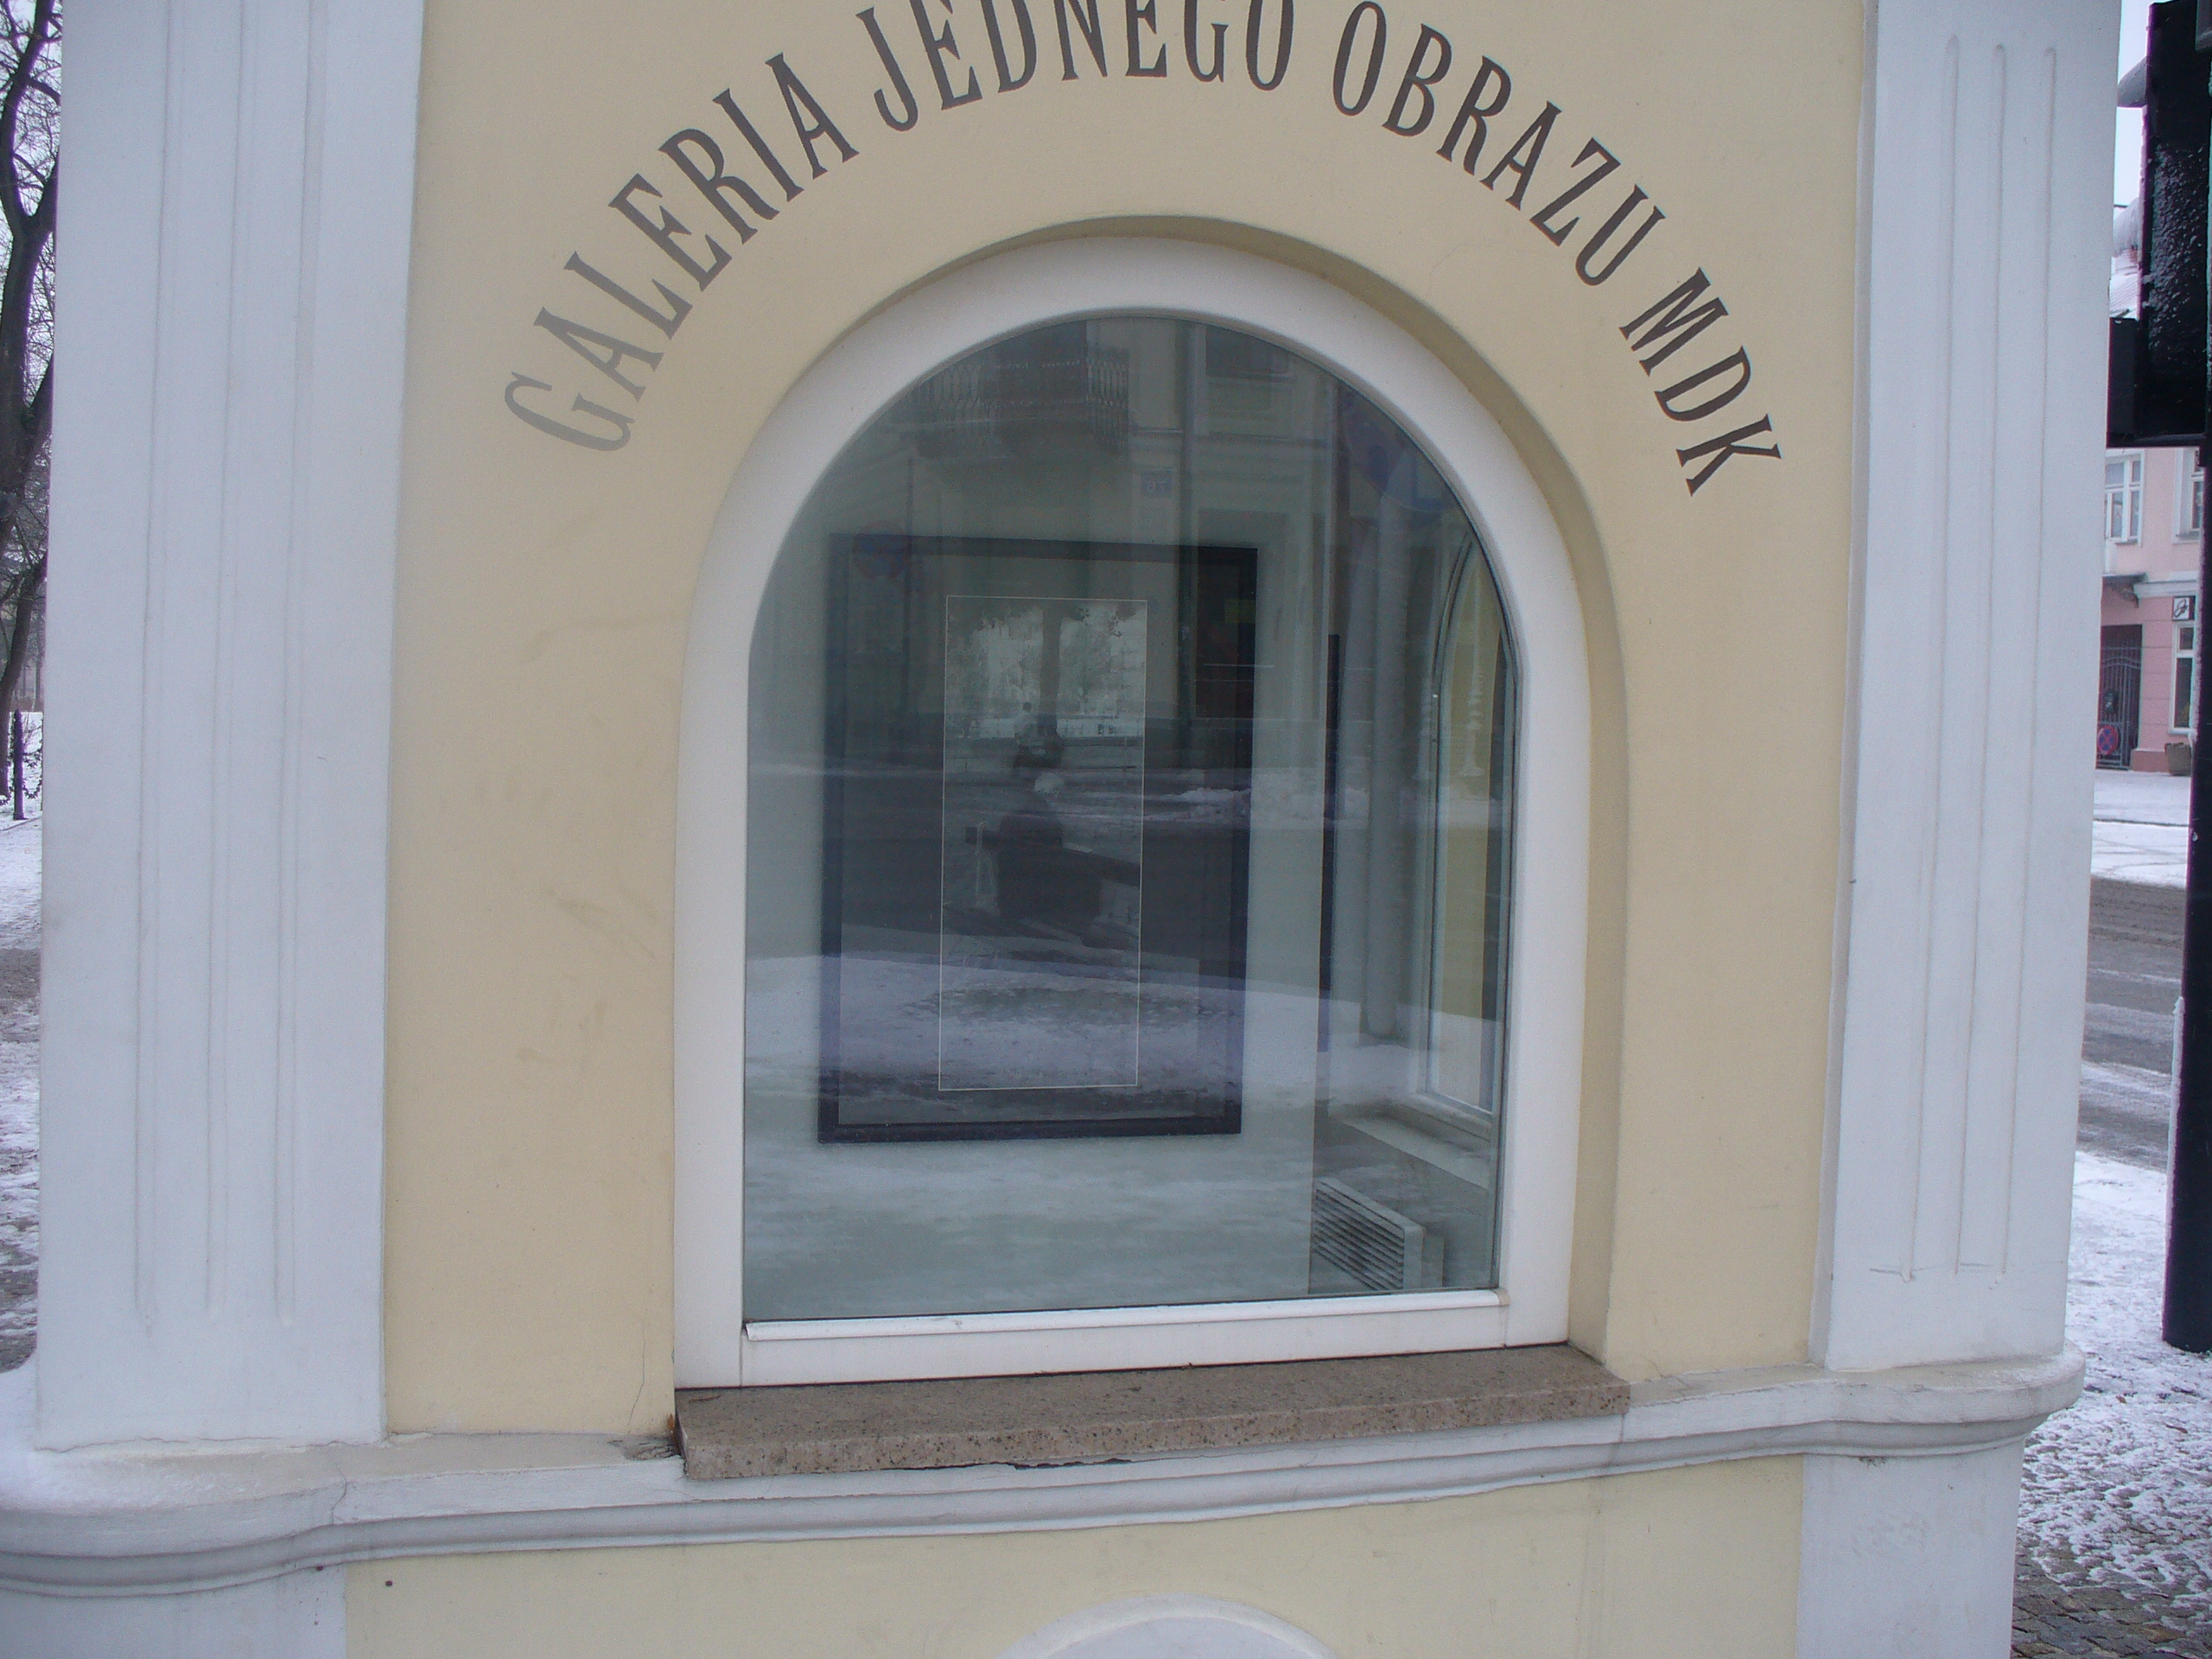 GALERIA JEDNEGO OBRAZU MDK